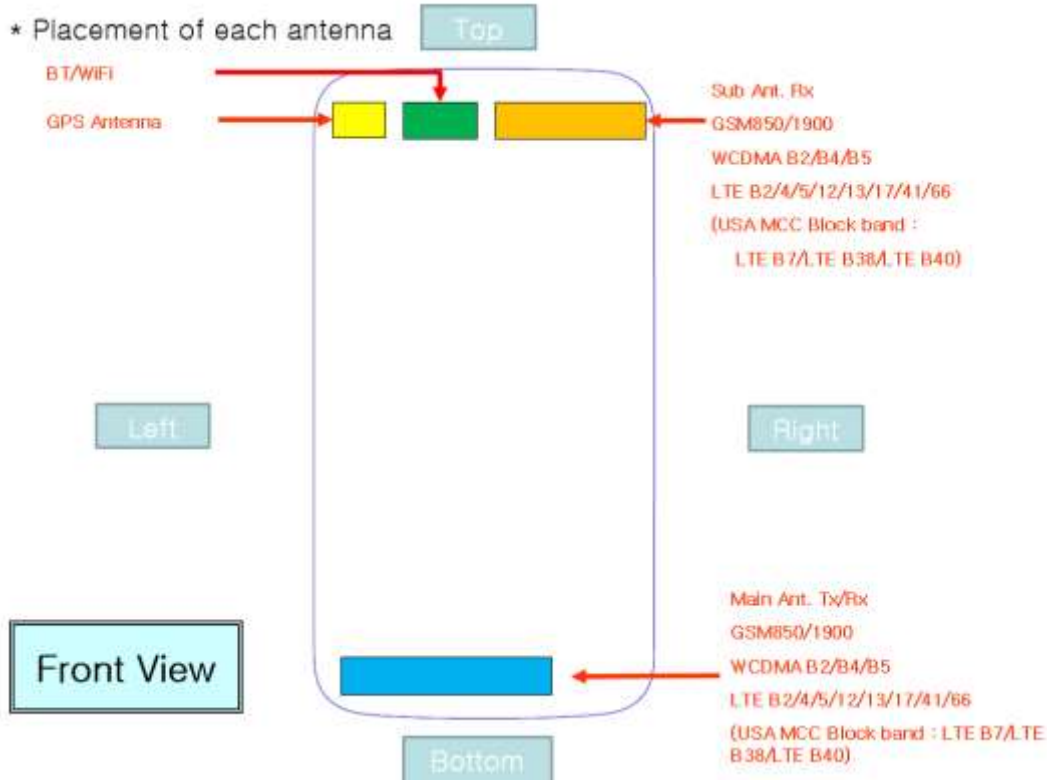 * Placement of each antenna
Top
BT/WiFi
GPS Antenna
Sub Ant. Rx
GSM850/1900
WCDMA B2/B4/B5
LTE B2/4/5/12/13/17/41/66
(USA MCC Block band :
LTE B7/LTE B38/LTE B40)
Left
Right
Front View
Main Ant. Tx/Rx
GSM850/1900
WCDMA B2/B4/B5
LTE B2/4/5/12/13/17/41/66
(USA MCC Block band : LTE B7/LTE
B38/LTE B40)
Bottom